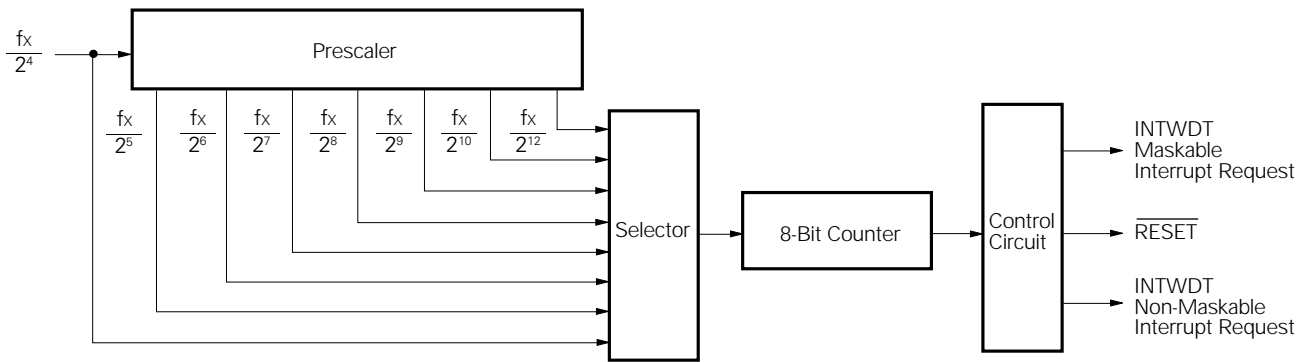 fx
2⁴
Prescaler
fx
2⁵
fx
2⁶
fx
2⁷
fx
2⁸
fx
2⁹
fx
2¹⁰
fx
2¹²
Selector
8-Bit Counter
Control
Circuit
INTWDT
Maskable
Interrupt Request
RESET
INTWDT
Non-Maskable
Interrupt Request